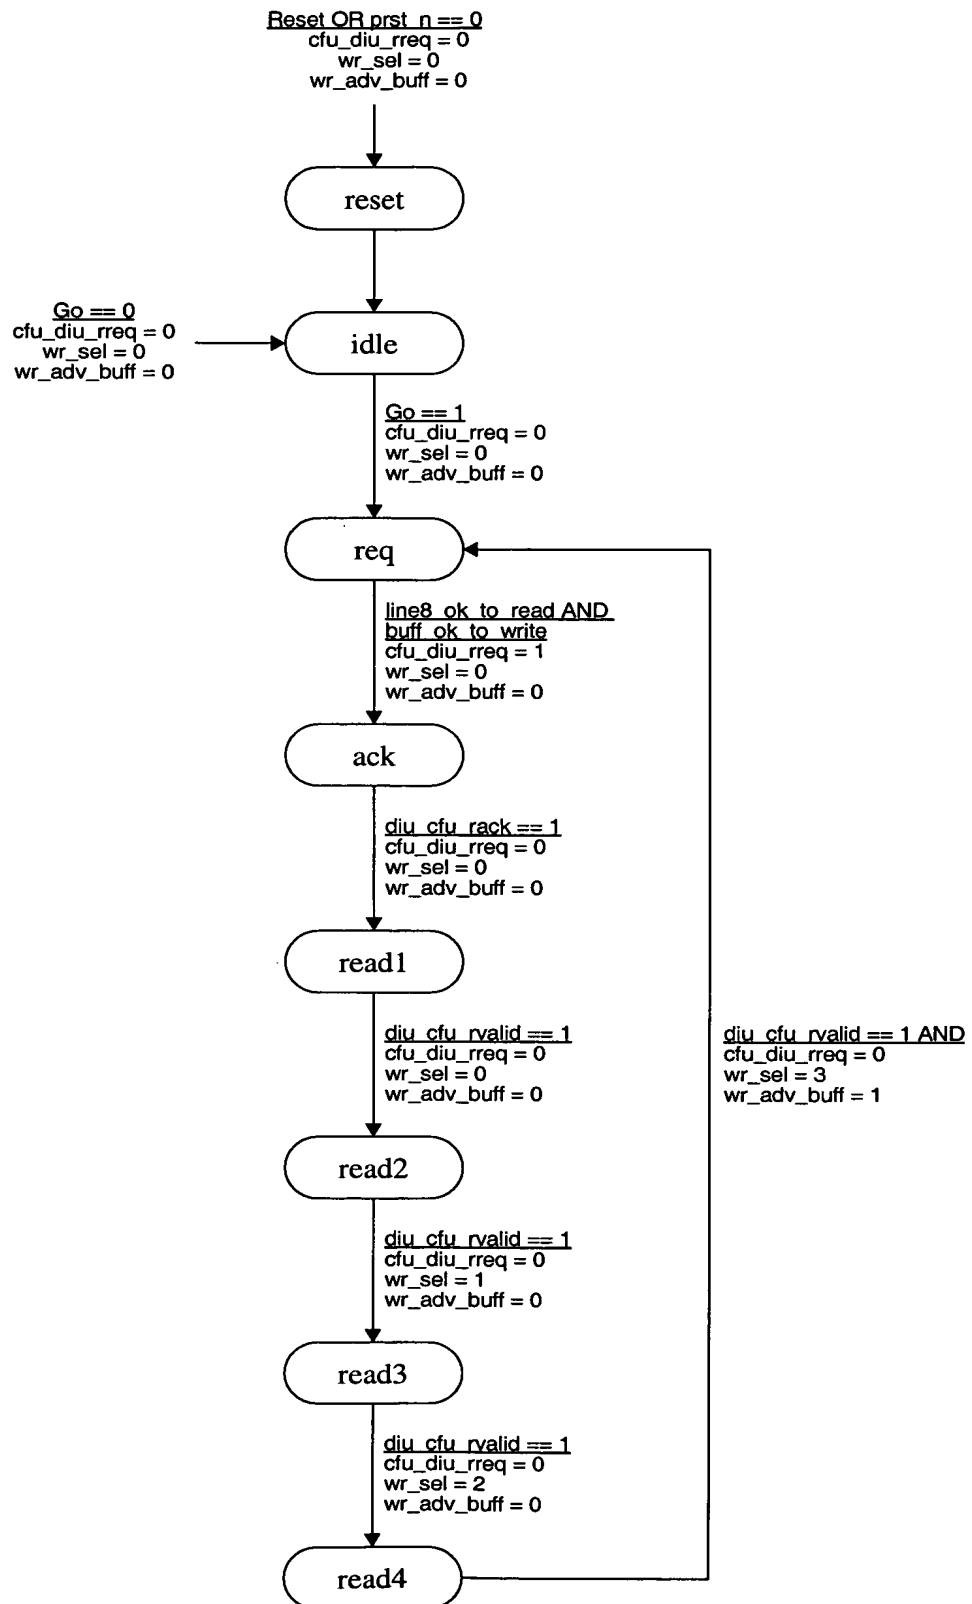 Reset OR prst_n == 0
cfu_diu_rreq = 0
wr_sel = 0
wr_adv_buff = 0
reset
Go == 0
cfu_diu_rreq = 0
wr_sel = 0
wr_adv_buff = 0
idle
Go == 1
cfu_diu_rreq = 0
wr_sel = 0
wr_adv_buff = 0
req
line8_ok_to_read AND
buff_ok_to_write
cfu_diu_rreq = 1
wr_sel = 0
wr_adv_buff = 0
ack
diu_cfu_rack == 1
cfu_diu_rreq = 0
wr_sel = 0
wr_adv_buff = 0
read1
diu_cfu_rvalid == 1
cfu_diu_rreq = 0
wr_sel = 0
wr_adv_buff = 0
diu_cfu_rvalid == 1 AND
cfu_diu_rreq = 0
wr_sel = 3
wr_adv_buff = 1
read2
diu_cfu_rvalid == 1
cfu_diu_rreq = 0
wr_sel = 1
wr_adv_buff = 0
read3
diu_cfu_rvalid == 1
cfu_diu_rreq = 0
wr_sel = 2
wr_adv_buff = 0
read4